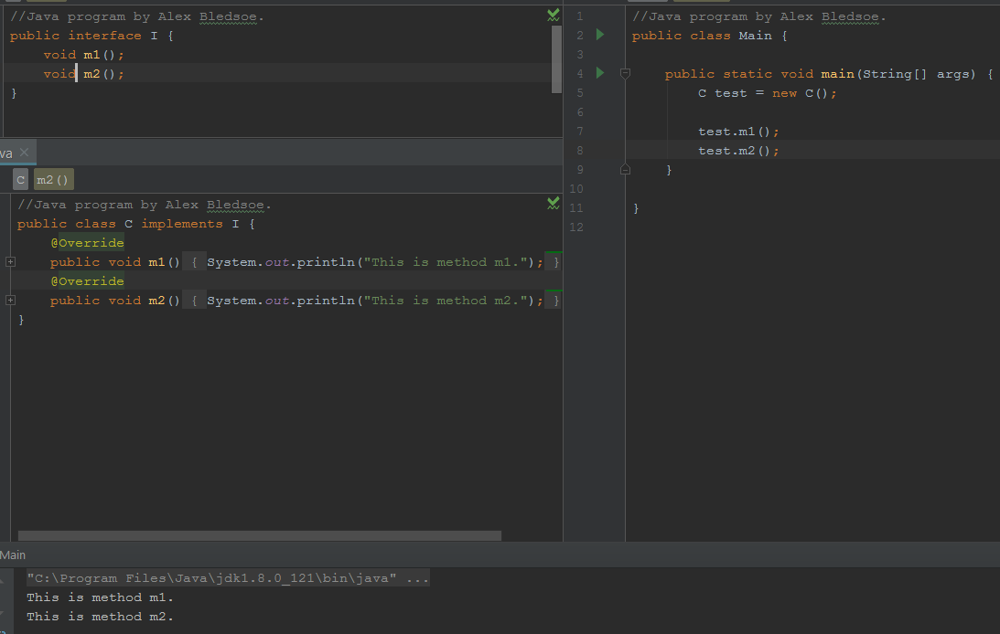 //Java program by Alex Bledsoe.
public interface I {
    void m1();
    void m2();
}
va
C m2()
//Java program by Alex Bledsoe.
public class C implements I {
    @Override
    public void m1() { System.out.println("This is method m1."); }
    @Override
    public void m2() { System.out.println("This is method m2."); }
}
1 //Java program by Alex Bledsoe.
2 public class Main {
3
4     public static void main(String[] args) {
5         C test = new C();
6
7         test.m1();
8         test.m2();
9     }
10
11 }
12
Main
"C:\Program Files\Java\jdk1.8.0_121\bin\java" ...
This is method m1.
This is method m2.